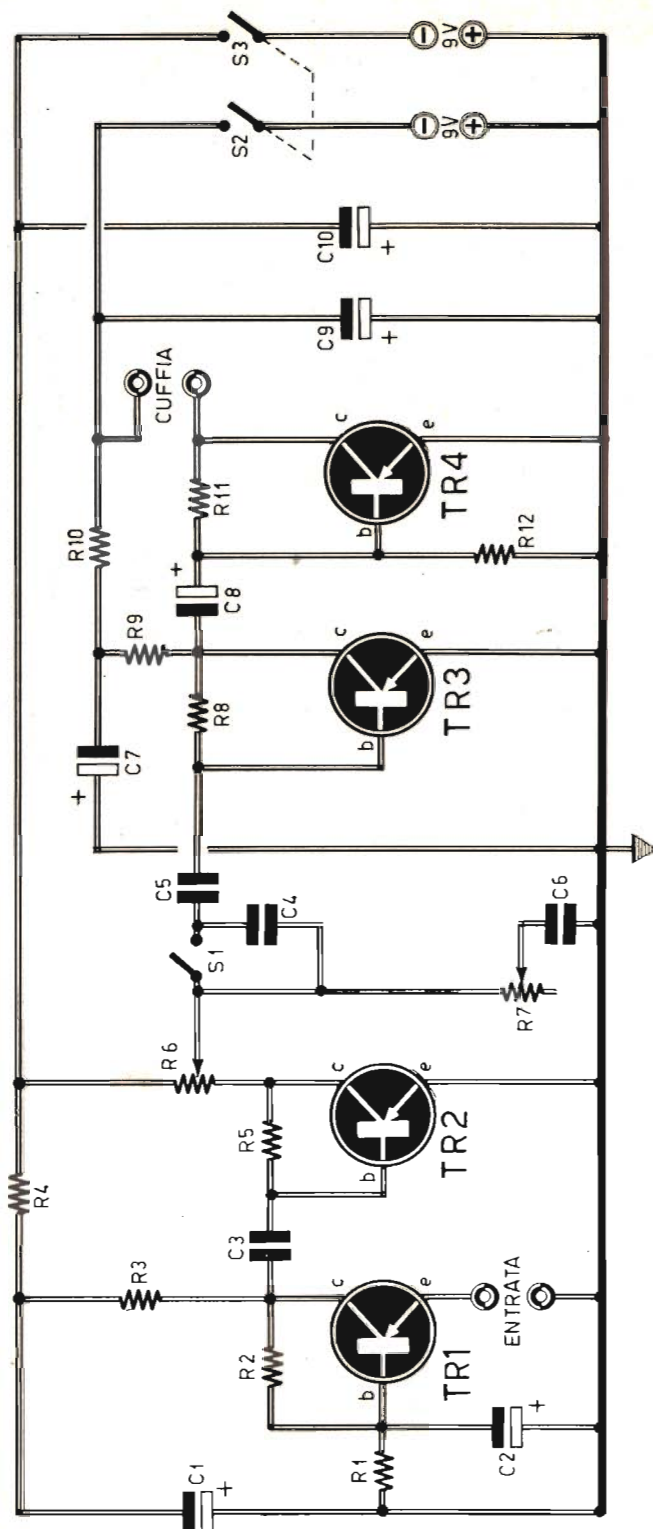 C1
+
R1
R2
R3
R4
b
c
e
TR1
C2
+
ENTRATA
C3
R5
R6
b
c
e
TR2
S1
C4
C5
R7
C6
+
C7
R8
R9
R10
b
c
e
TR3
C8
+
R11
CUFFIA
b
c
e
TR4
R12
C9
+
C10
+
S2
S3
−
9V
+
−
9V
+